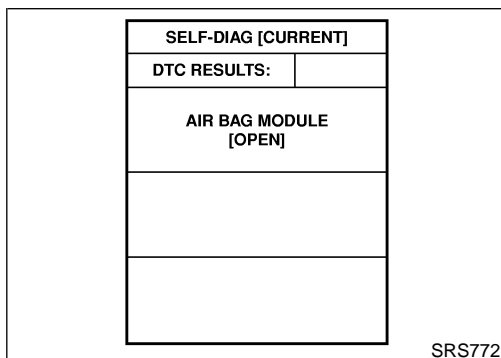 SELF-DIAG [CURRENT]
DTC RESULTS:
AIR BAG MODULE
[OPEN]
SRS772